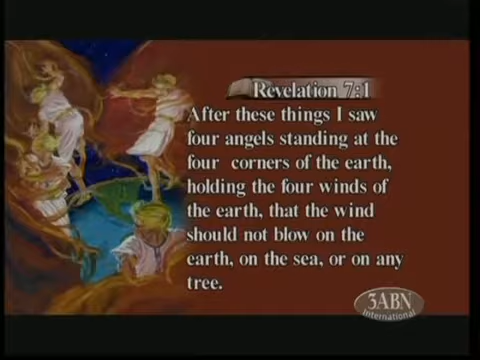 Revelation 7:1
After these things I saw
four angels standing at the
four corners of the earth,
holding the four winds of
the earth, that the wind
should not blow on the
earth, on the sea, or on any
tree.
3ABN
International